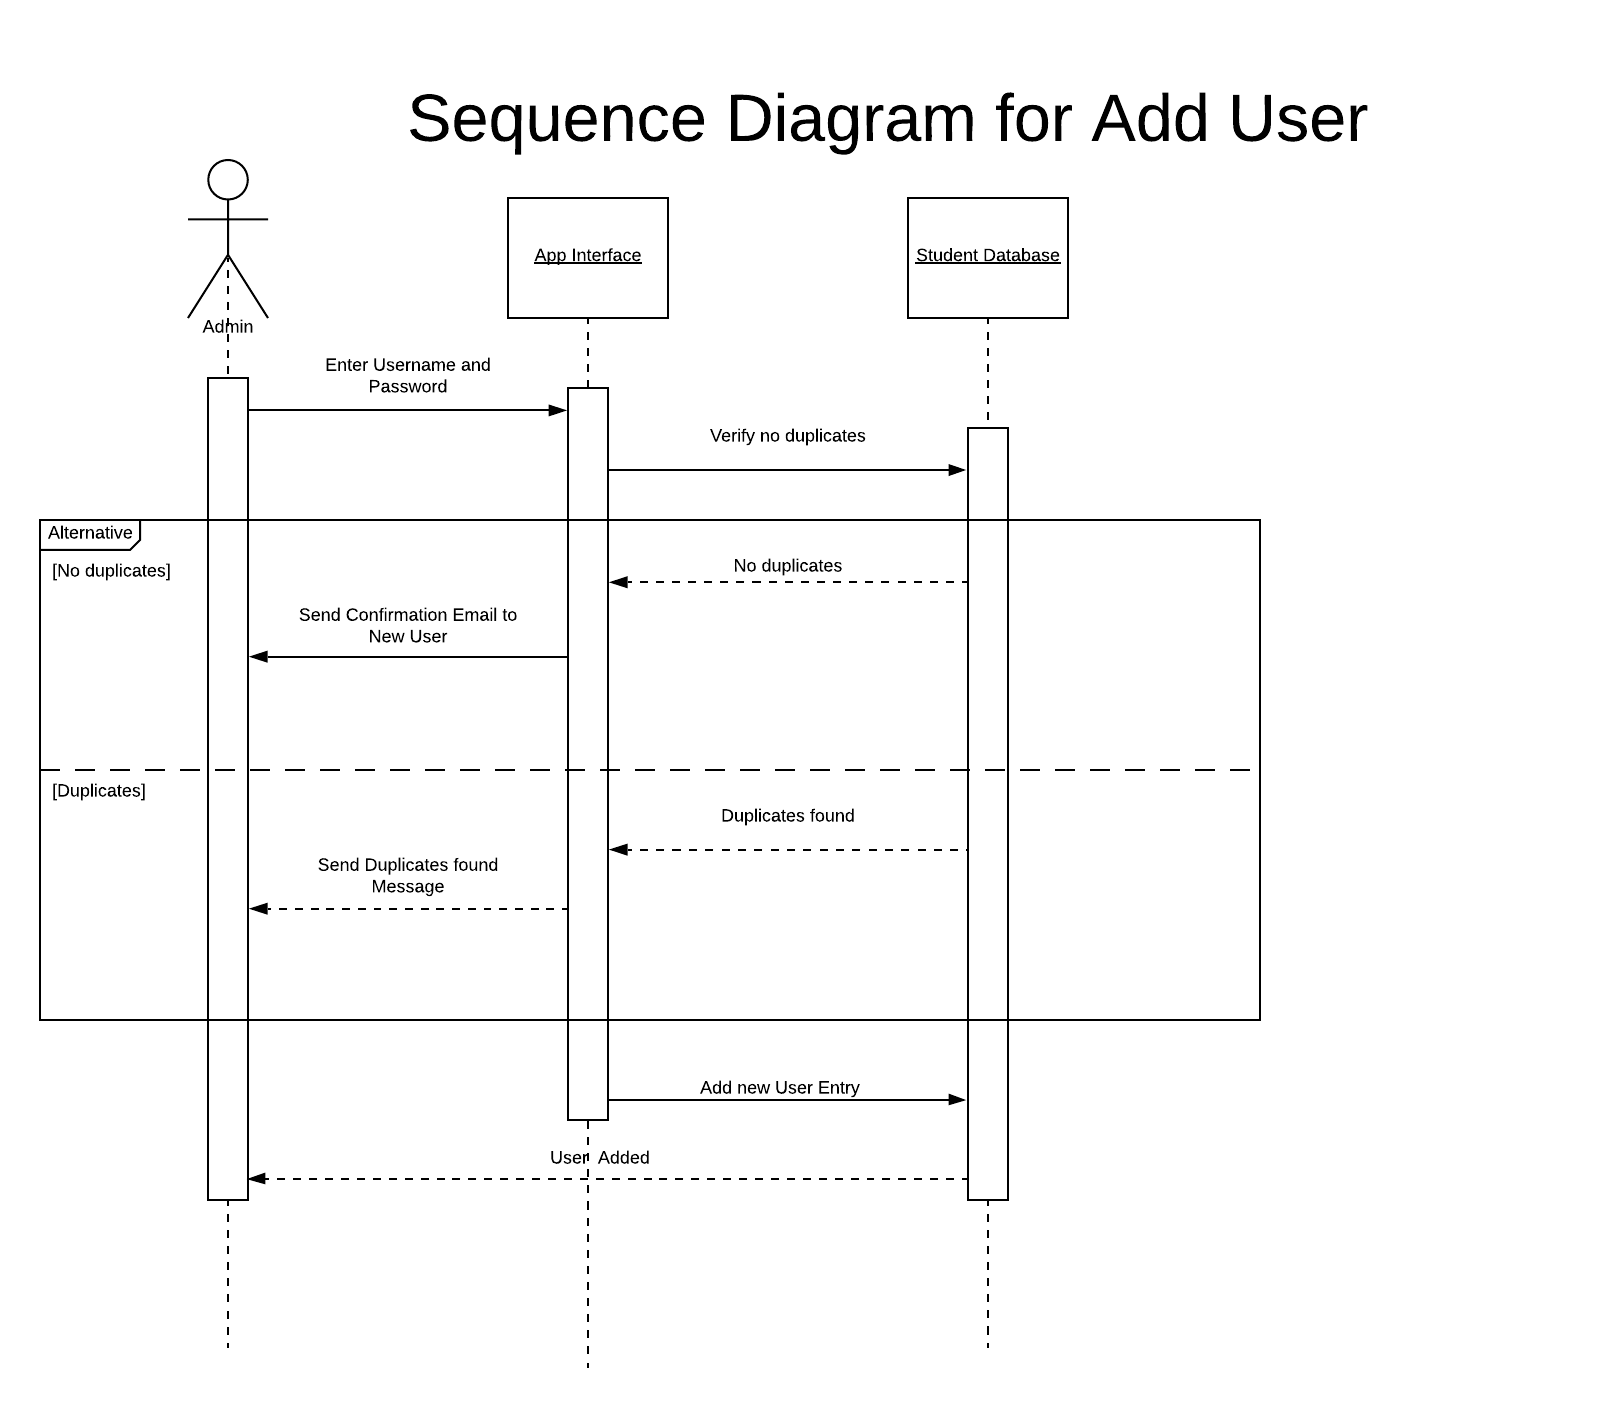 Sequence Diagram for Add User
App Interface
Student Database
Admin
Enter Username and
Password
Verify no duplicates
Alternative
[No duplicates]
No duplicates
Send Confirmation Email to
New User
[Duplicates]
Duplicates found
Send Duplicates found
Message
Add new User Entry
User Added